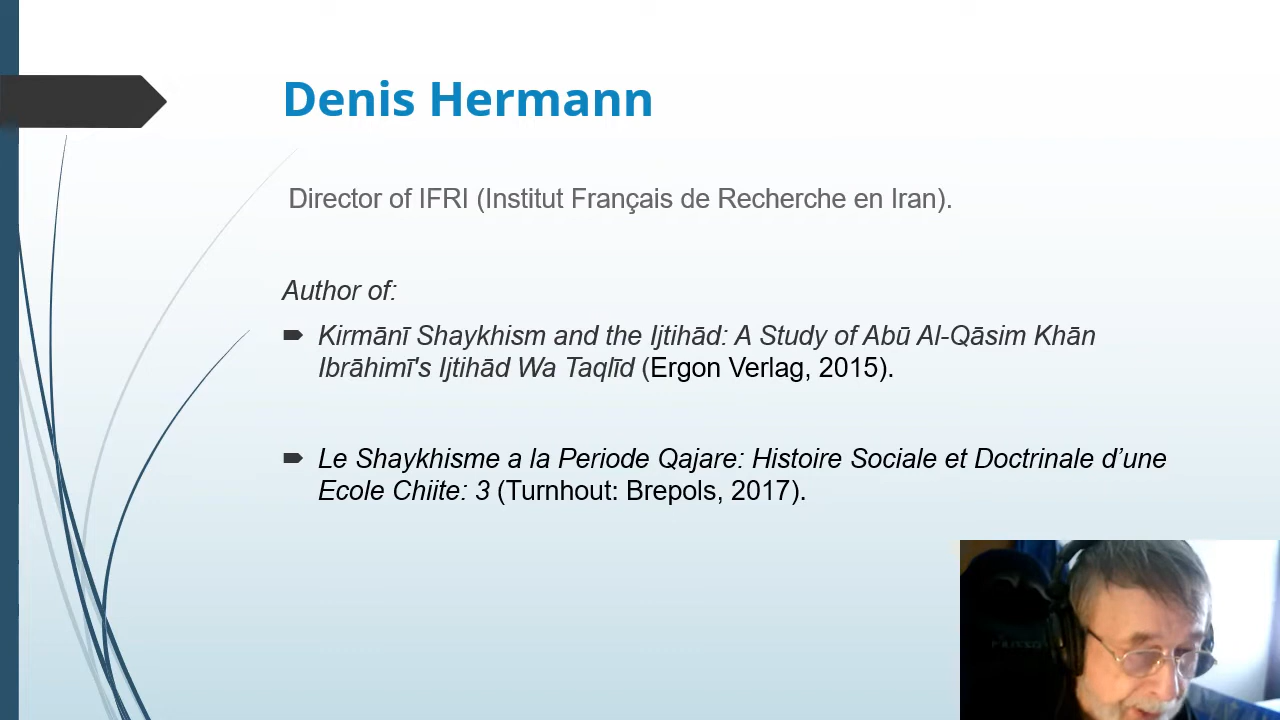 Denis Hermann
Director of IFRI (Institut Français de Recherche en Iran).
Author of:
Kirmānī Shaykhism and the Ijtihād: A Study of Abū Al-Qāsim Khān
Ibrāhimī's Ijtihād Wa Taqlīd (Ergon Verlag, 2015).
Le Shaykhisme a la Periode Qajare: Histoire Sociale et Doctrinale d’une
Ecole Chiite: 3 (Turnhout: Brepols, 2017).